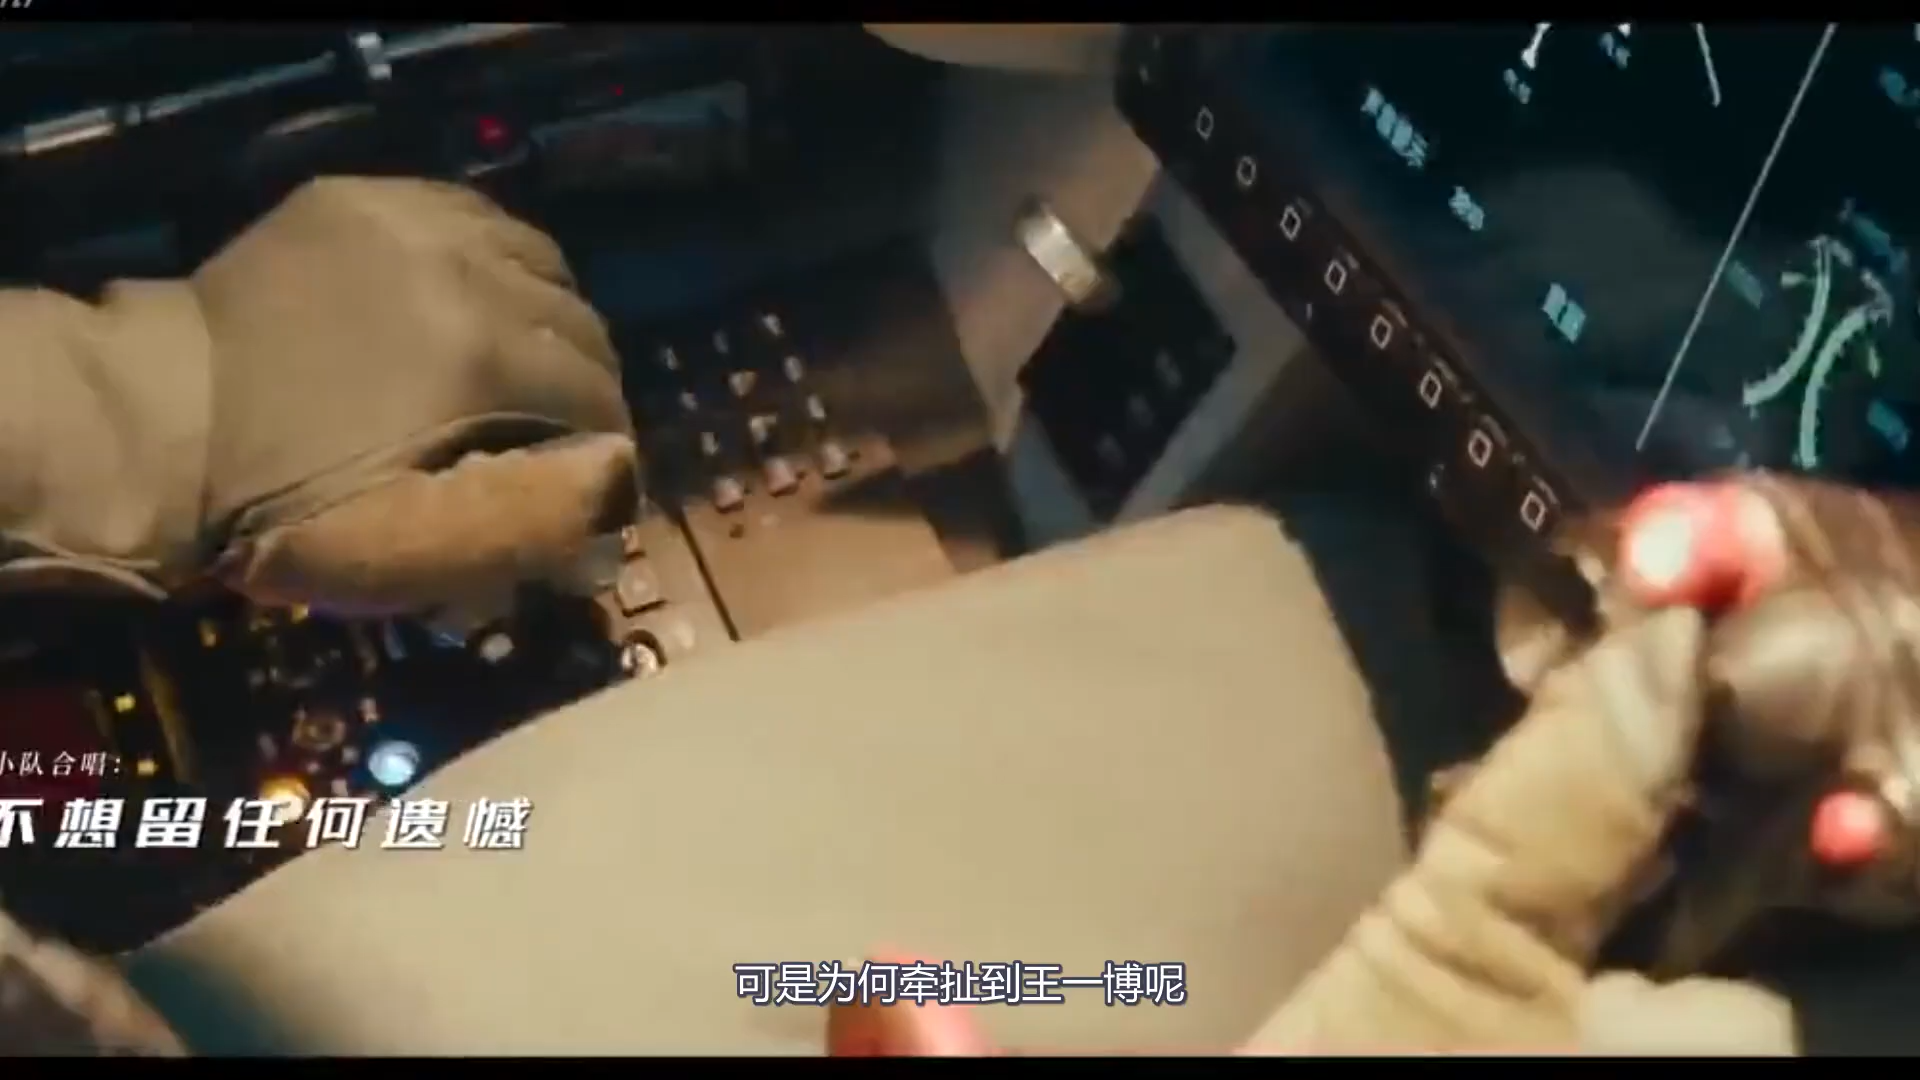 小队合唱：
不想留任何遗憾
可是为何牵扯到王一博呢